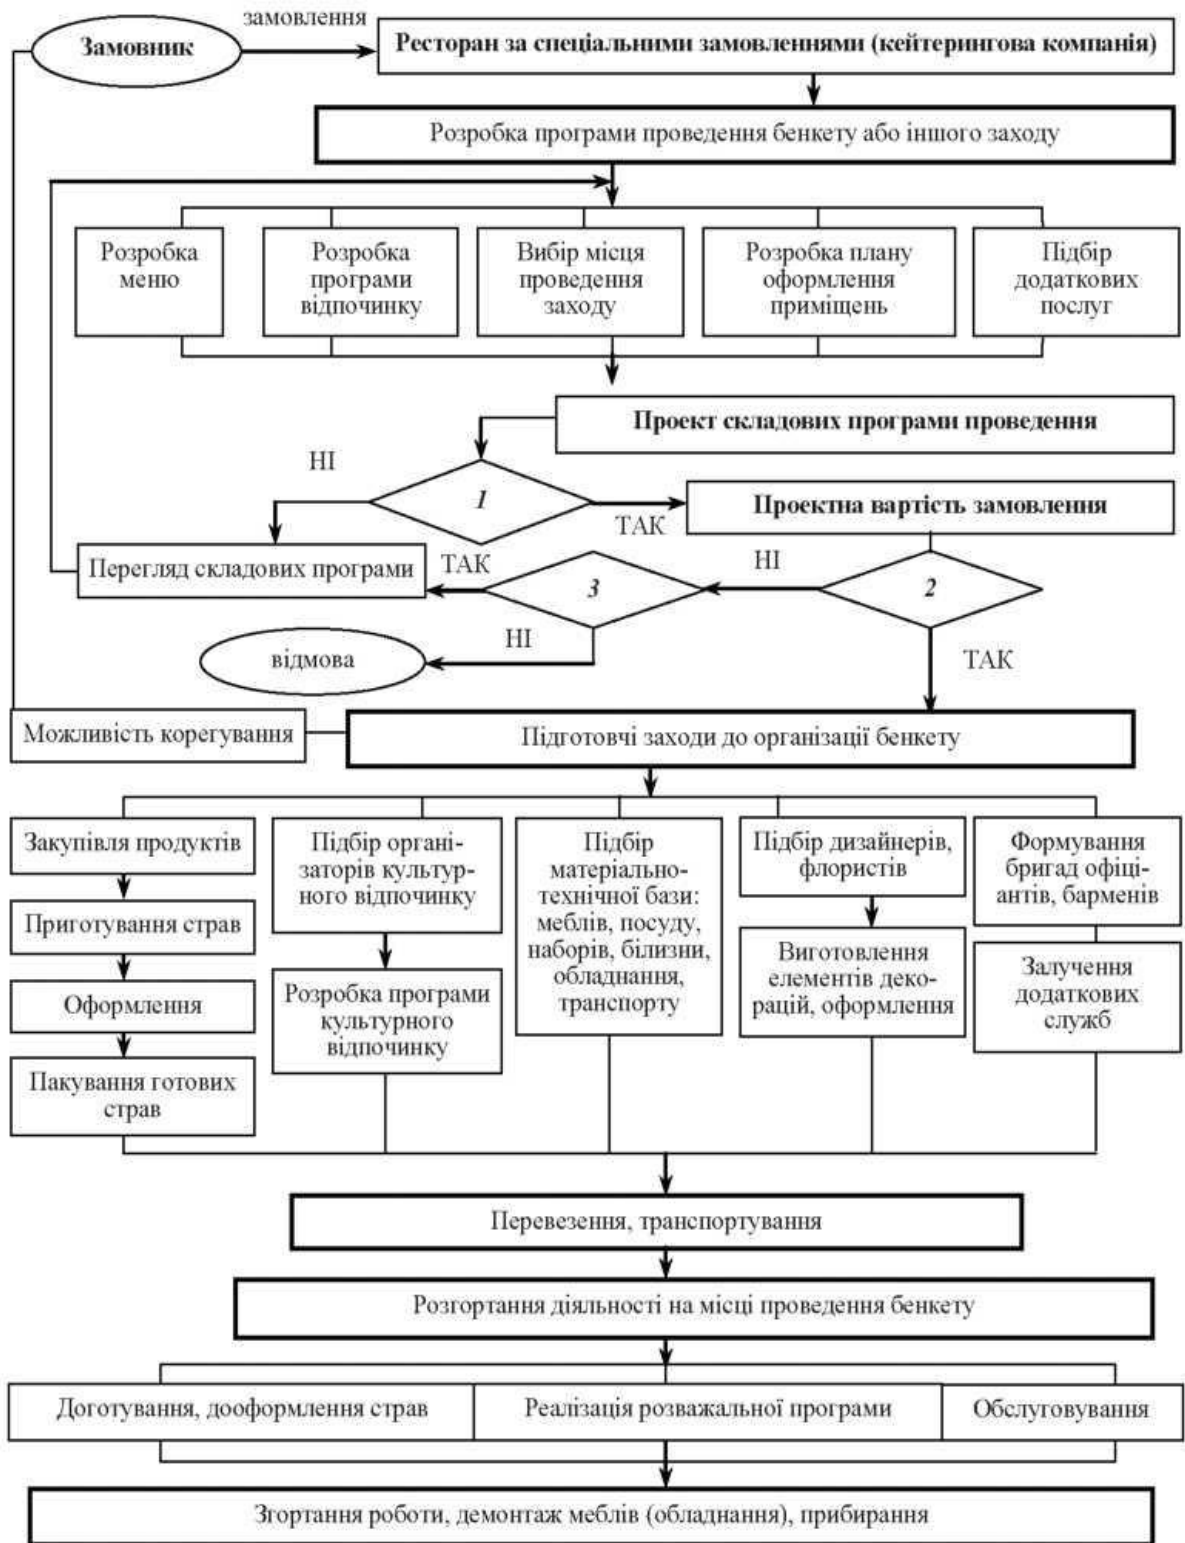 замовлення
Замовник
Ресторан за спеціальними замовленнями (кейтерингова компанія)
Розробка програми проведення бенкету або іншого заходу
Розробка
меню
Розробка
програми
відпочинку
Вибір місця
проведення
заходу
Розробка плану
оформлення
приміщень
Підбір
додаткових
послуг
Проект складових програми проведення
НІ
1
ТАК
Проектна вартість замовлення
Перегляд складових програми
ТАК
3
НІ
2
відмова
НІ
ТАК
Можливість корегування
Підготовчі заходи до організації бенкету
Закупівля продуктів
Приготування страв
Оформлення
Пакування готових
страв
Підбір органі-
заторів культур-
ного відпочинку
Розробка програми
культурного
відпочинку
Підбір
матеріально-
технічної бази:
меблів, посуду,
наборів, білизни,
обладнання,
транспорту
Підбір дизайнерів,
флористів
Виготовлення
елементів деко-
рацій, оформлення
Формування
бригад офіці-
антів, барменів
Залучення
додаткових
служб
Перевезення, транспортування
Розгортання діяльності на місці проведення бенкету
Доготування, дооформлення страв
Реалізація розважальної програми
Обслуговування
Згортання роботи, демонтаж меблів (обладнання), прибирання